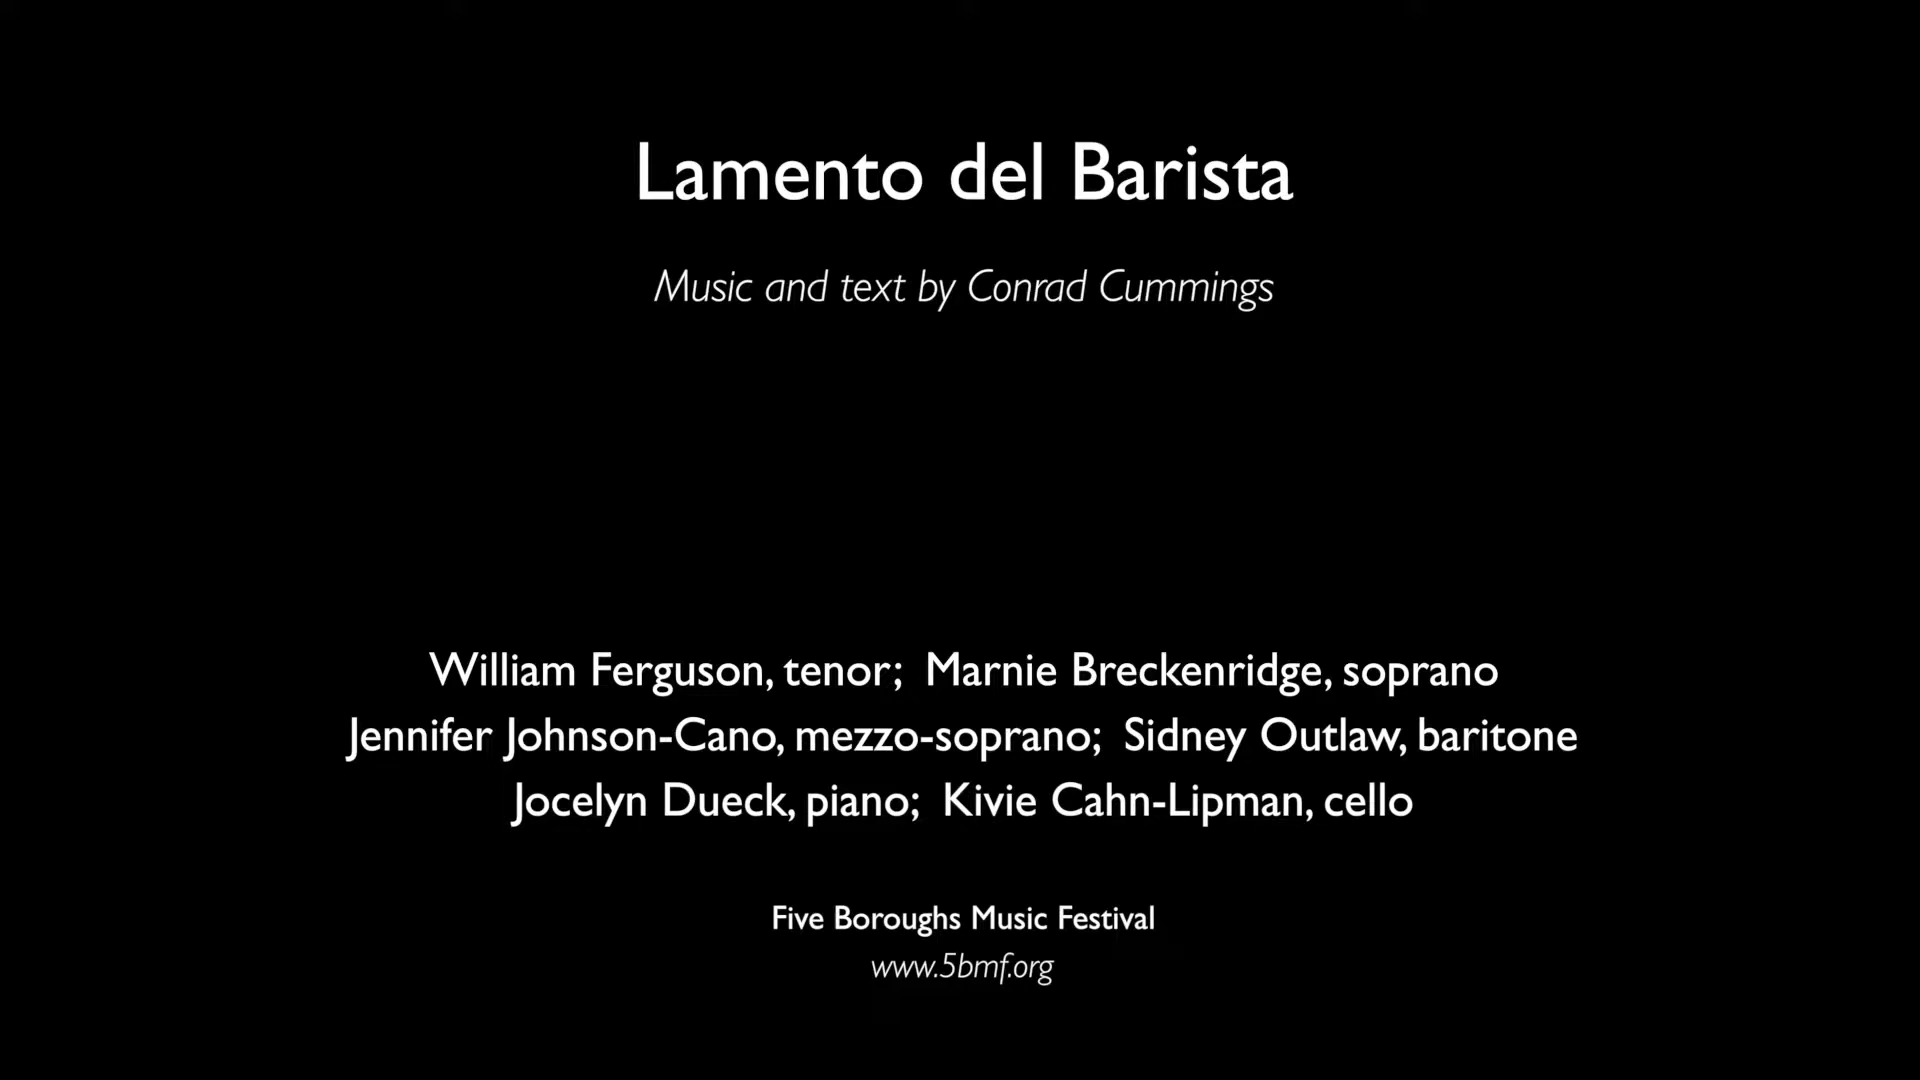 Lamento del Barista
Music and text by Conrad Cummings
William Ferguson, tenor; Marnie Breckenridge, soprano
Jennifer Johnson-Cano, mezzo-soprano; Sidney Outlaw, baritone
Jocelyn Dueck, piano; Kivie Cahn-Lipman, cello
Five Boroughs Music Festival
www.5bmf.org